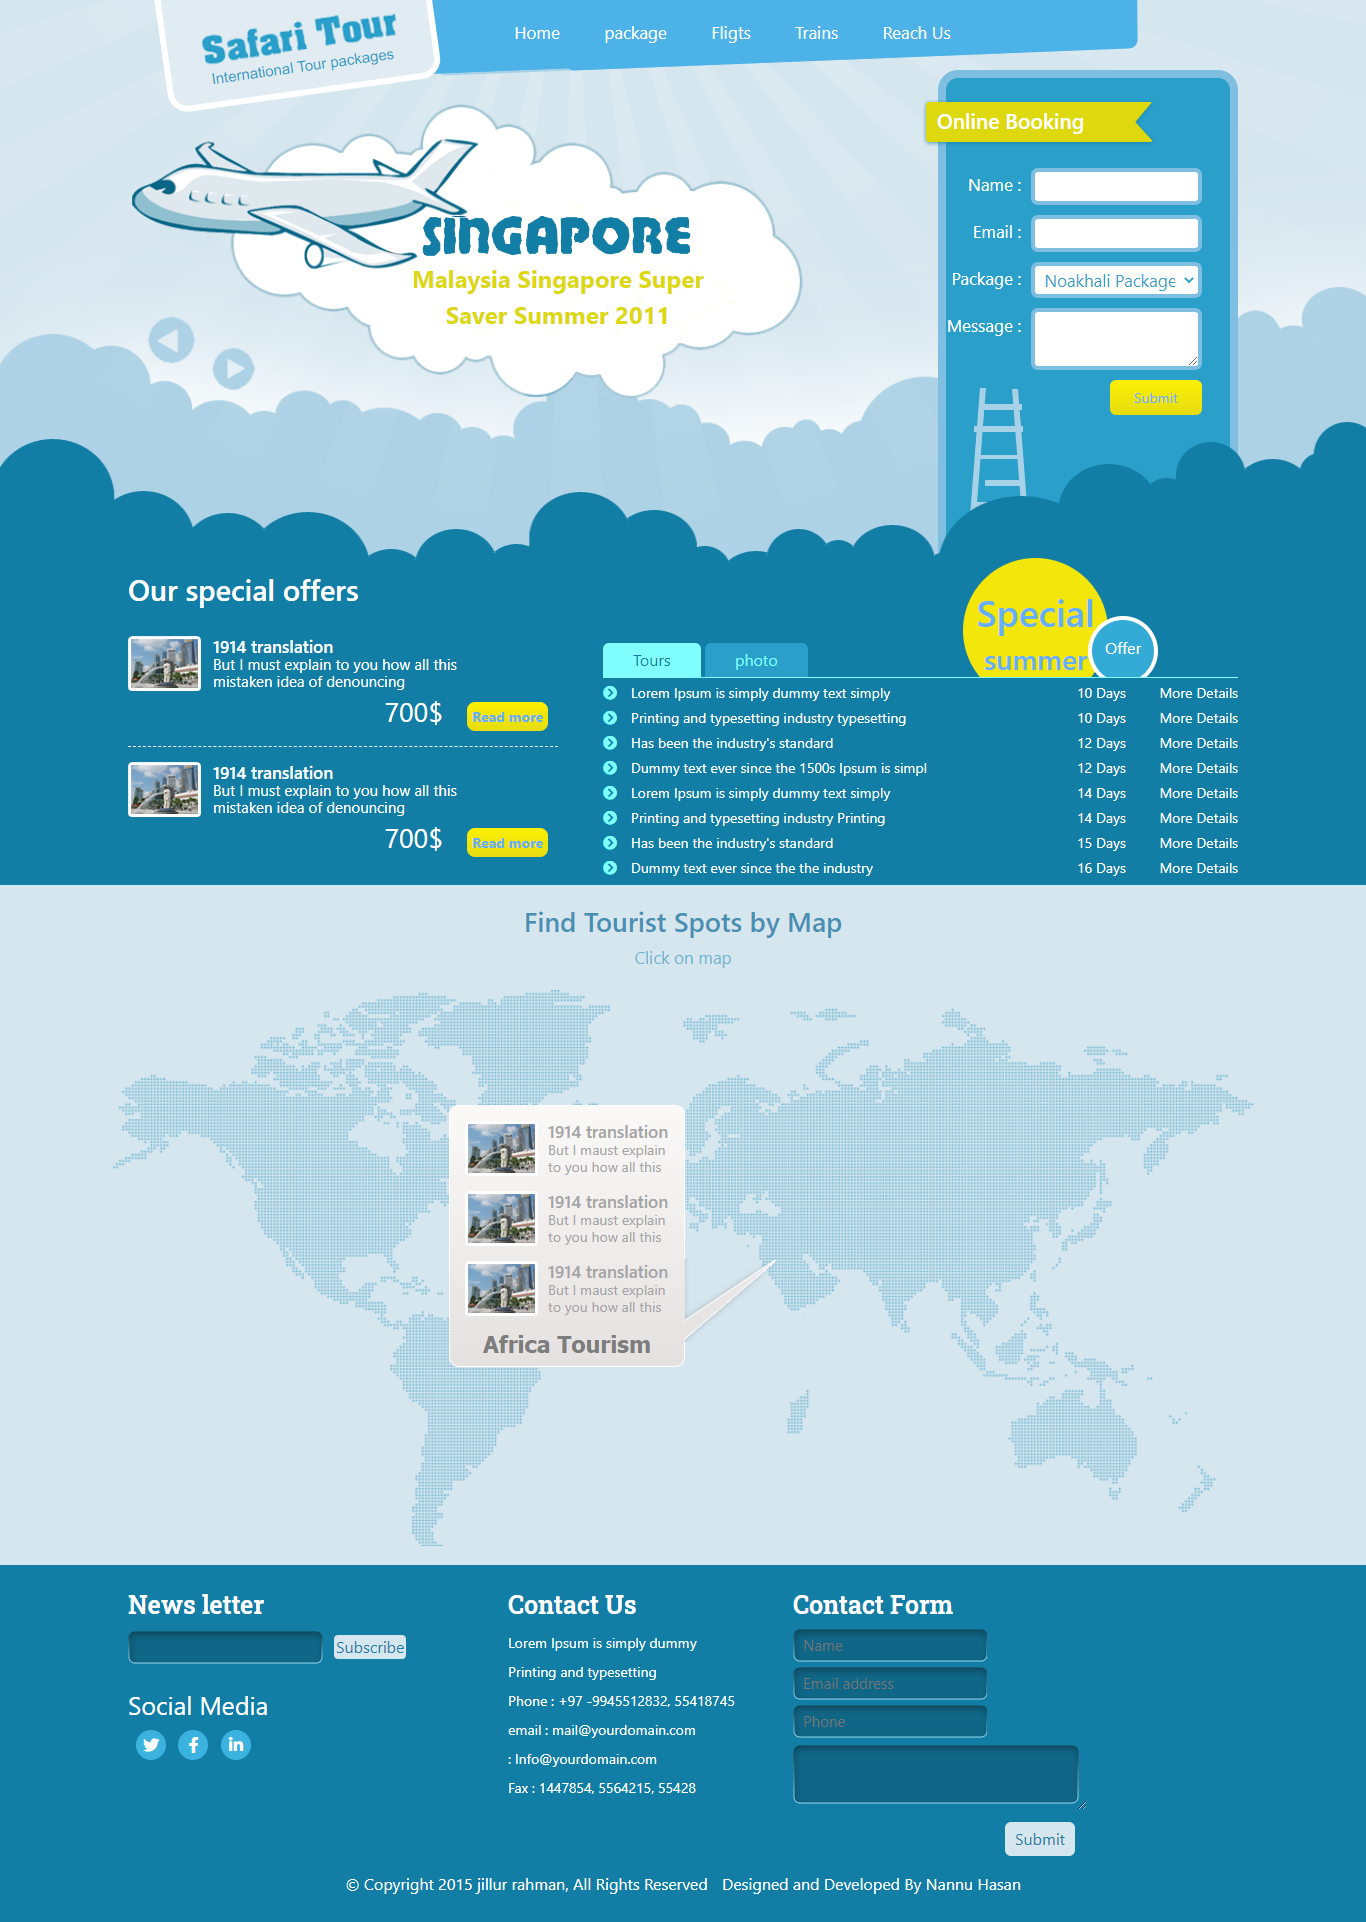 Safari Tour
International Tour packages
Home package Fligts Trains Reach Us
Online Booking
Name :
Email :
Package : Noakhali Package
Message :
Submit
SINGAPORE
Malaysia Singapore Super
Saver Summer 2011
Our special offers
1914 translation
But I must explain to you how all this
mistaken idea of denouncing
700$ Read more
1914 translation
But I must explain to you how all this
mistaken idea of denouncing
700$ Read more
Special
summer
Offer
Tours photo
Lorem Ipsum is simply dummy text simply 10 Days More Details
Printing and typesetting industry typesetting 10 Days More Details
Has been the industry's standard 12 Days More Details
Dummy text ever since the 1500s Ipsum is simpl 12 Days More Details
Lorem Ipsum is simply dummy text simply 14 Days More Details
Printing and typesetting industry Printing 14 Days More Details
Has been the industry's standard 15 Days More Details
Dummy text ever since the the industry 16 Days More Details
Find Tourist Spots by Map
Click on map
1914 translation
But I maust explain
to you how all this
1914 translation
But I maust explain
to you how all this
1914 translation
But I maust explain
to you how all this
Africa Tourism
News letter
Subscribe
Social Media
Contact Us
Lorem Ipsum is simply dummy
Printing and typesetting
Phone : +97 -9945512832, 55418745
email : mail@yourdomain.com
: Info@yourdomain.com
Fax : 1447854, 5564215, 55428
Contact Form
Name
Email address
Phone
Submit
© Copyright 2015 jillur rahman, All Rights Reserved Designed and Developed By Nannu Hasan